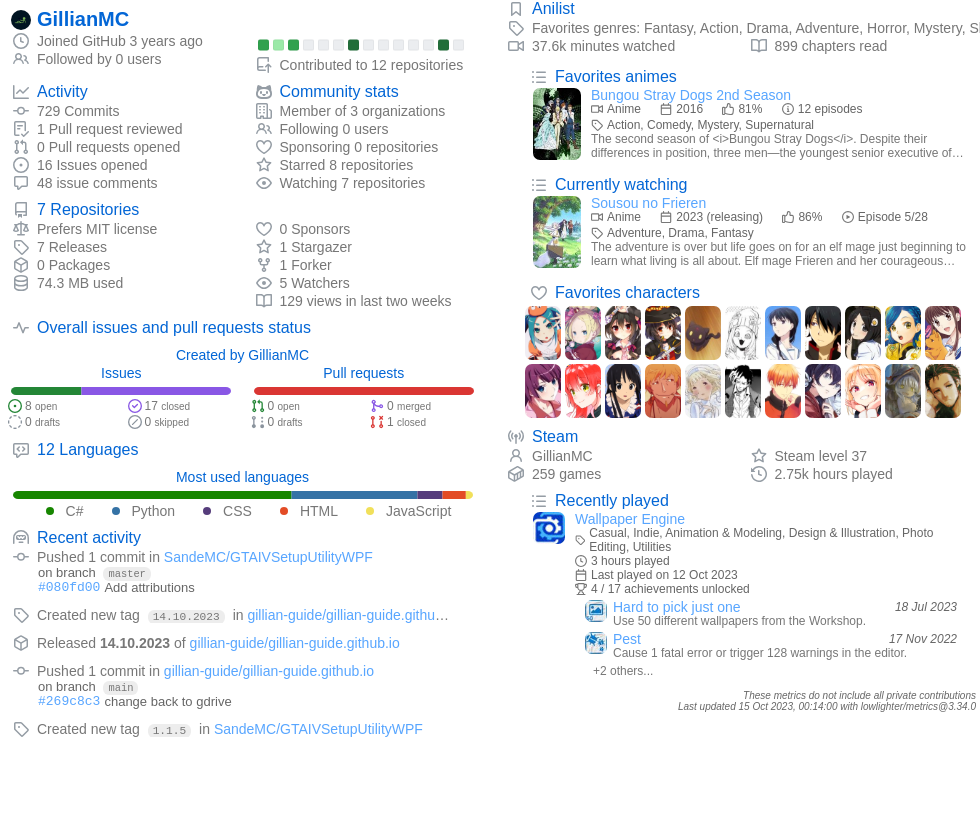 GillianMC
Joined GitHub 3 years ago
Followed by 0 users
Contributed to 12 repositories
Activity
729 Commits
1 Pull request reviewed
0 Pull requests opened
16 Issues opened
48 issue comments
Community stats
Member of 3 organizations
Following 0 users
Sponsoring 0 repositories
Starred 8 repositories
Watching 7 repositories
7 Repositories
Prefers MIT license
7 Releases
0 Packages
74.3 MB used
0 Sponsors
1 Stargazer
1 Forker
5 Watchers
129 views in last two weeks
Overall issues and pull requests status
Created by GillianMC
Issues
8 open
17 closed
0 drafts
0 skipped
Pull requests
0 open
0 merged
0 drafts
1 closed
12 Languages
Most used languages
C# Python CSS HTML JavaScript
Recent activity
Pushed 1 commit in SandeMC/GTAIVSetupUtilityWPF
on branch master
#080fd00 Add attributions
Created new tag 14.10.2023 in gillian-guide/gillian-guide.githu…
Released 14.10.2023 of gillian-guide/gillian-guide.github.io
Pushed 1 commit in gillian-guide/gillian-guide.github.io
on branch main
#269c8c3 change back to gdrive
Created new tag 1.1.5 in SandeMC/GTAIVSetupUtilityWPF
Anilist
Favorites genres: Fantasy, Action, Drama, Adventure, Horror, Mystery, Sl
37.6k minutes watched
899 chapters read
Favorites animes
Bungou Stray Dogs 2nd Season
Anime 2016 81% 12 episodes
Action, Comedy, Mystery, Supernatural
The second season of <i>Bungou Stray Dogs</i>. Despite their
differences in position, three men—the youngest senior executive of…
Currently watching
Sousou no Frieren
Anime 2023 (releasing) 86% Episode 5/28
Adventure, Drama, Fantasy
The adventure is over but life goes on for an elf mage just beginning to
learn what living is all about. Elf mage Frieren and her courageous…
Favorites characters
Steam
GillianMC
Steam level 37
259 games
2.75k hours played
Recently played
Wallpaper Engine
Casual, Indie, Animation & Modeling, Design & Illustration, Photo
Editing, Utilities
3 hours played
Last played on 12 Oct 2023
4 / 17 achievements unlocked
Hard to pick just one 18 Jul 2023
Use 50 different wallpapers from the Workshop.
Pest 17 Nov 2022
Cause 1 fatal error or trigger 128 warnings in the editor.
+2 others...
These metrics do not include all private contributions
Last updated 15 Oct 2023, 00:14:00 with lowlighter/metrics@3.34.0